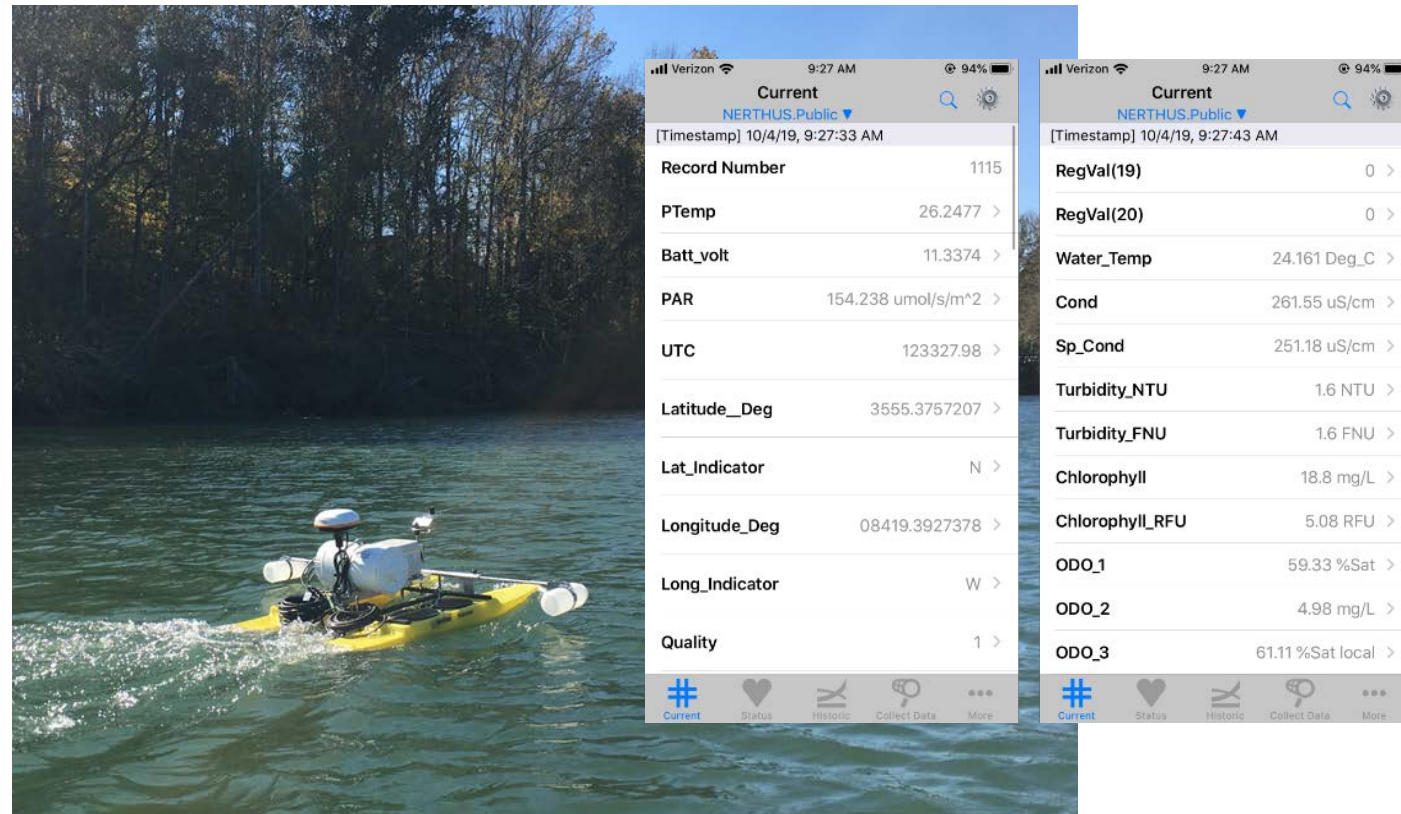 Verizon 9:27 AM 94%
Current
NERTHUS.Public ▼
[Timestamp] 10/4/19, 9:27:33 AM
Record Number 1115
PTemp 26.2477 >
Batt_volt 11.3374 >
PAR 154.238 umol/s/m^2 >
UTC 123327.98 >
Latitude__Deg 3555.3757207 >
Lat_Indicator N >
Longitude_Deg 08419.3927378 >
Long_Indicator W >
Quality 1 >
Current Status Historic Collect Data More
Verizon 9:27 AM 94%
Current
NERTHUS.Public ▼
[Timestamp] 10/4/19, 9:27:43 AM
RegVal(19) 0 >
RegVal(20) 0 >
Water_Temp 24.161 Deg_C >
Cond 261.55 uS/cm >
Sp_Cond 251.18 uS/cm >
Turbidity_NTU 1.6 NTU >
Turbidity_FNU 1.6 FNU >
Chlorophyll 18.8 mg/L >
Chlorophyll_RFU 5.08 RFU >
ODO_1 59.33 %Sat >
ODO_2 4.98 mg/L >
ODO_3 61.11 %Sat local >
Current Status Historic Collect Data More